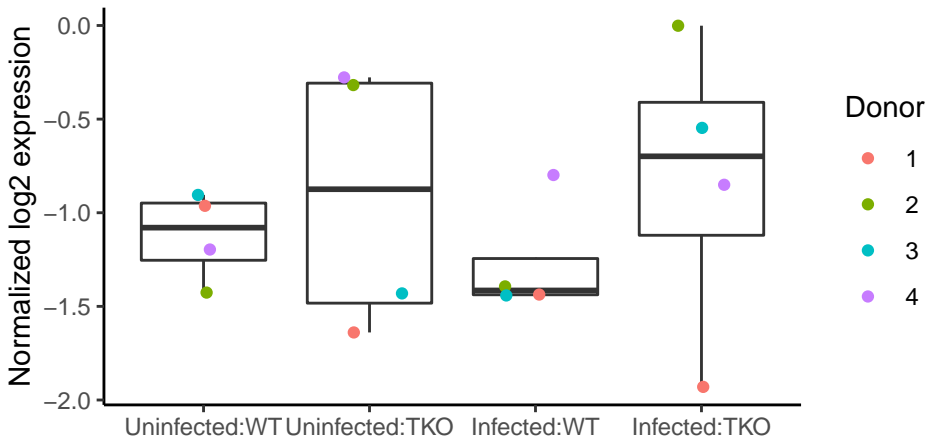 Normalized log2 expression
0.0
−0.5
−1.0
−1.5
−2.0
Uninfected:WT
Uninfected:TKO
Infected:WT
Infected:TKO
Donor
1
2
3
4